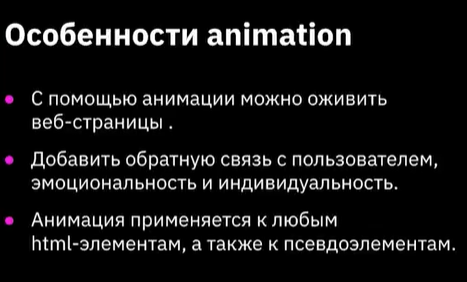 Особенности animation
С помощью анимации можно оживить
веб-страницы .
Добавить обратную связь с пользователем,
эмоциональность и индивидуальность.
Анимация применяется к любым
html-элементам, а также к псевдоэлементам.